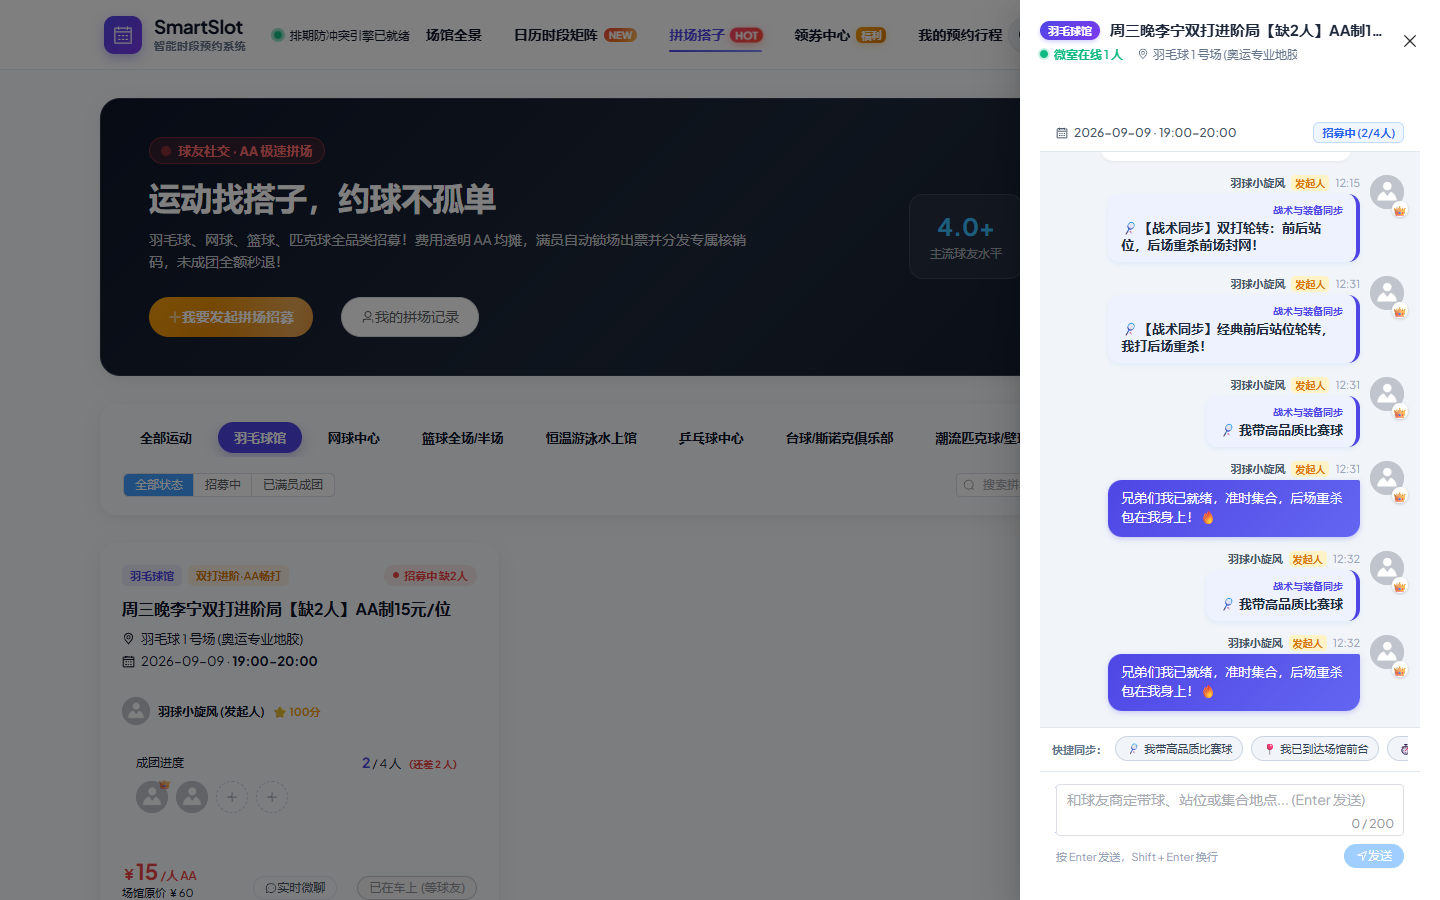 SmartSlot
智能时段预约系统
排期防冲突引擎已就绪
场馆全景
日历时段矩阵 NEW
拼场搭子 HOT
领券中心 福利
我的预约行程
球友社交 · AA 极速拼场
运动找搭子，约球不孤单
羽毛球、网球、篮球、匹克球全品类招募！费用透明 AA 均摊，满员自动锁场出票并分发专属核销
码，未成团全额秒退！
我要发起拼场招募
我的拼场记录
4.0+
主流球友水平
全部运动
羽毛球馆
网球中心
篮球全场/半场
恒温游泳水上馆
乒乓球中心
台球/斯诺克俱乐部
潮流匹克球/壁
全部状态
招募中
已满员成团
搜索拼
羽毛球馆
双打进阶·AA畅打
招募中 缺2人
周三晚李宁双打进阶局【缺2人】AA制15元/位
羽毛球1号场 (奥运专业地胶)
2026-09-09 · 19:00-20:00
羽球小旋风 (发起人)
100分
成团进度
2 / 4 人 (还差 2 人)
¥15 /人 AA
场馆原价 ¥60
实时微聊
已在车上 (等球友)
羽毛球馆
周三晚李宁双打进阶局【缺2人】AA制1...
微室在线1人
羽毛球1号场 (奥运专业地胶
2026-09-09 · 19:00-20:00
招募中 (2/4人)
羽球小旋风 发起人 12:15
战术与装备同步
【战术同步】双打轮转：前后站
位，后场重杀前场封网！
羽球小旋风 发起人 12:31
战术与装备同步
【战术同步】经典前后站位轮转，
我打后场重杀！
羽球小旋风 发起人 12:31
战术与装备同步
我带高品质比赛球
羽球小旋风 发起人 12:31
兄弟们我已就绪，准时集合，后场重杀
包在我身上！🔥
羽球小旋风 发起人 12:32
战术与装备同步
我带高品质比赛球
羽球小旋风 发起人 12:32
兄弟们我已就绪，准时集合，后场重杀
包在我身上！🔥
快捷同步：
我带高品质比赛球
我已到达场馆前台
和球友商定带球、站位或集合地点... (Enter 发送)
0 / 200
按 Enter 发送，Shift + Enter 换行
发送